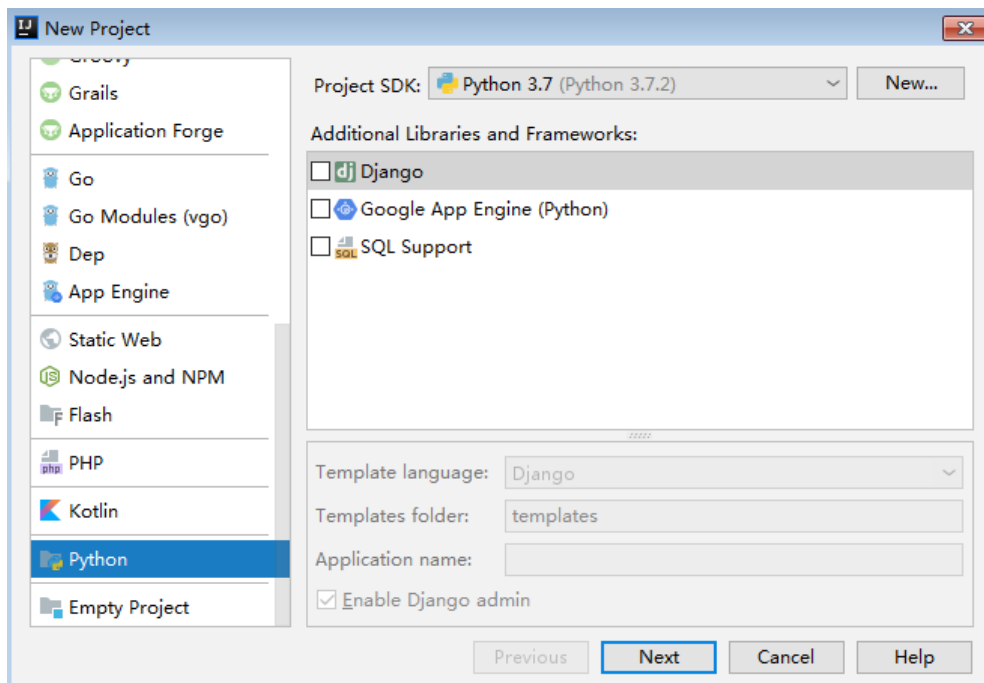 New Project
Groovy
Grails
Application Forge
Go
Go Modules (vgo)
Dep
App Engine
Static Web
Node.js and NPM
Flash
PHP
Kotlin
Python
Empty Project
Project SDK: Python 3.7 (Python 3.7.2) New...
Additional Libraries and Frameworks:
dj Django
Google App Engine (Python)
SQL SQL Support
Template language: Django
Templates folder: templates
Application name:
Enable Django admin
Previous Next Cancel Help